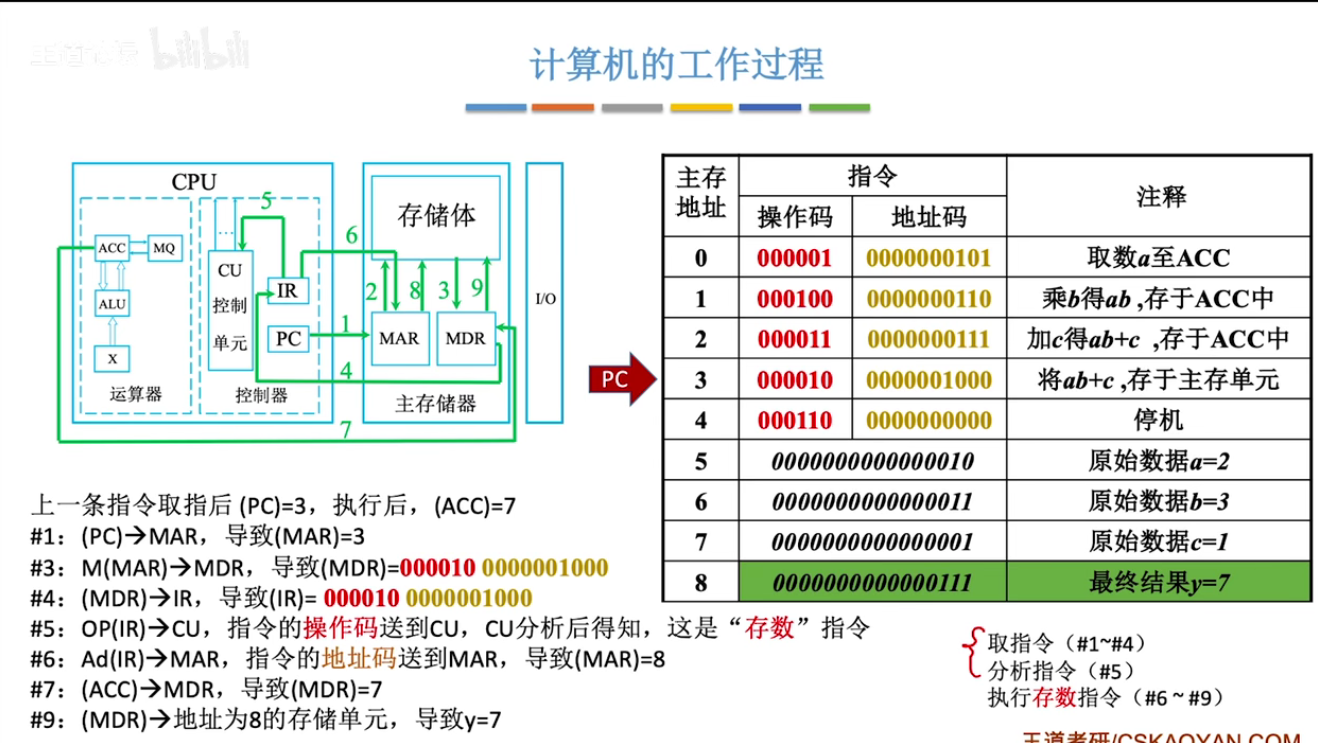 bilibili
计算机的工作过程
CPU
ACC
MQ
ALU
X
运算器
...
CU
控制
单元
IR
PC
控制器
存储体
MAR
MDR
主存储器
I/O
5
6
2
8
3
9
1
4
7
PC
主存地址 指令 注释
操作码 地址码
0 000001 0000000101 取数a至ACC
1 000100 0000000110 乘b得ab ,存于ACC中
2 000011 0000000111 加c得ab+c ,存于ACC中
3 000010 0000001000 将ab+c ,存于主存单元
4 000110 0000000000 停机
5 0000000000000010 原始数据a=2
6 0000000000000011 原始数据b=3
7 0000000000000001 原始数据c=1
8 0000000000000111 最终结果y=7
上一条指令取指后 (PC)=3，执行后，(ACC)=7
#1：(PC)→MAR，导致(MAR)=3
#3：M(MAR)→MDR，导致(MDR)=000010 0000001000
#4：(MDR)→IR，导致(IR)= 000010 0000001000
#5：OP(IR)→CU，指令的操作码送到CU，CU分析后得知，这是“存数”指令
#6：Ad(IR)→MAR，指令的地址码送到MAR，导致(MAR)=8
#7：(ACC)→MDR，导致(MDR)=7
#9：(MDR)→地址为8的存储单元，导致y=7
取指令（#1~#4）
分析指令（#5）
执行存数指令（#6 ~ #9）
王道考研/CSKAOYAN.COM